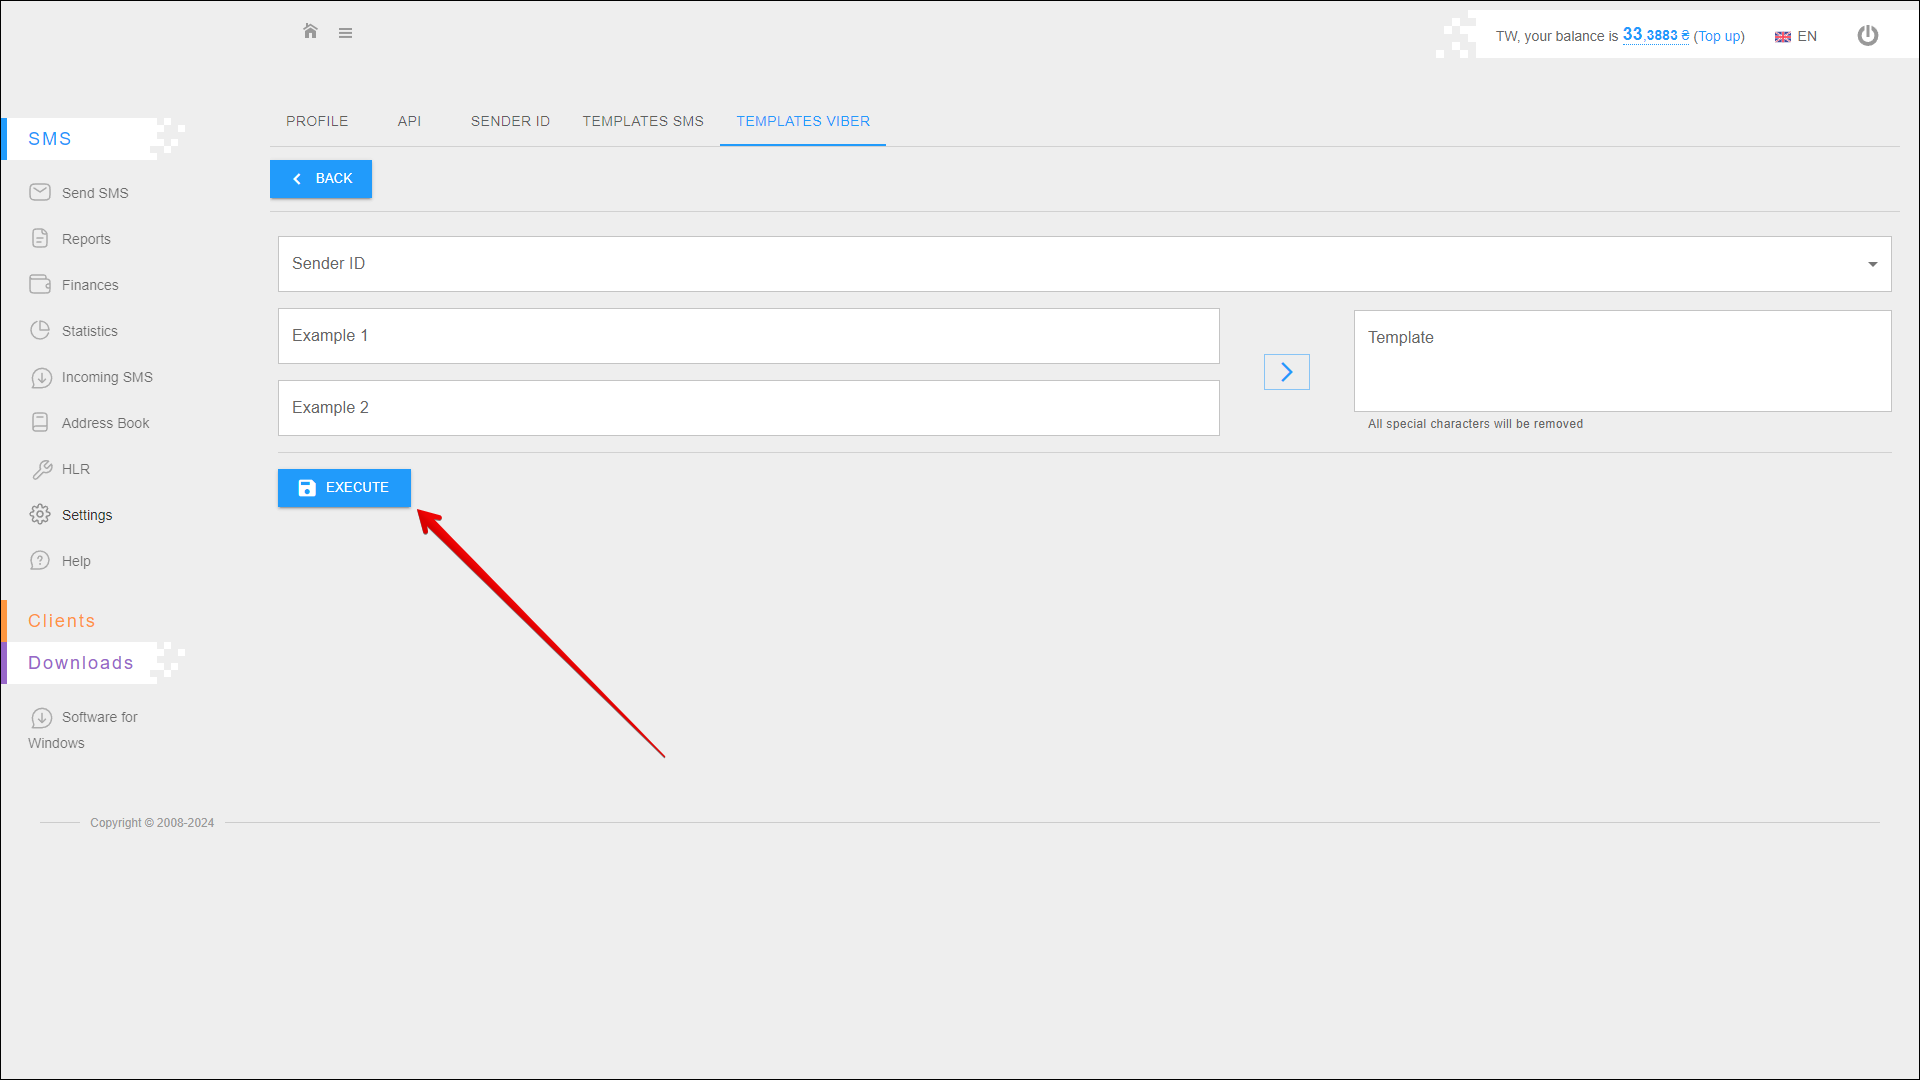 TW, your balance is 33,3883 ₴ (Top up)
EN
SMS
Send SMS
Reports
Finances
Statistics
Incoming SMS
Address Book
HLR
Settings
Help
Clients
Downloads
Software for
Windows
PROFILE
API
SENDER ID
TEMPLATES SMS
TEMPLATES VIBER
BACK
Sender ID
Example 1
Example 2
Template
All special characters will be removed
EXECUTE
Copyright © 2008-2024